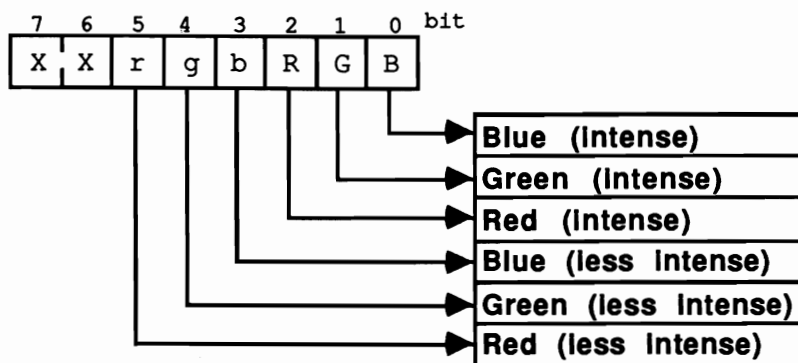 7 6 5 4 3 2 1 0 bit
X X r g b R G B
Blue (intense)
Green (intense)
Red (intense)
Blue (less intense)
Green (less intense)
Red (less intense)